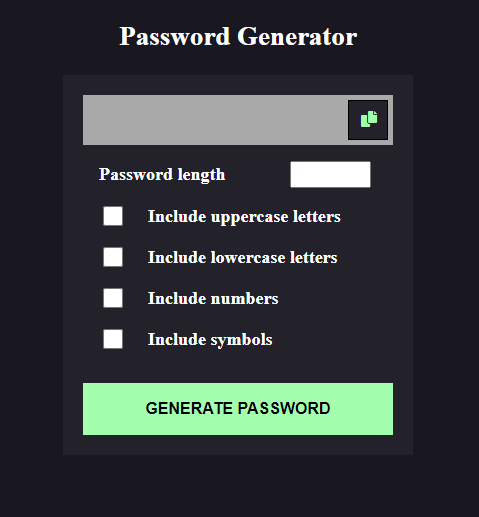 Password Generator
Password length
Include uppercase letters
Include lowercase letters
Include numbers
Include symbols
GENERATE PASSWORD